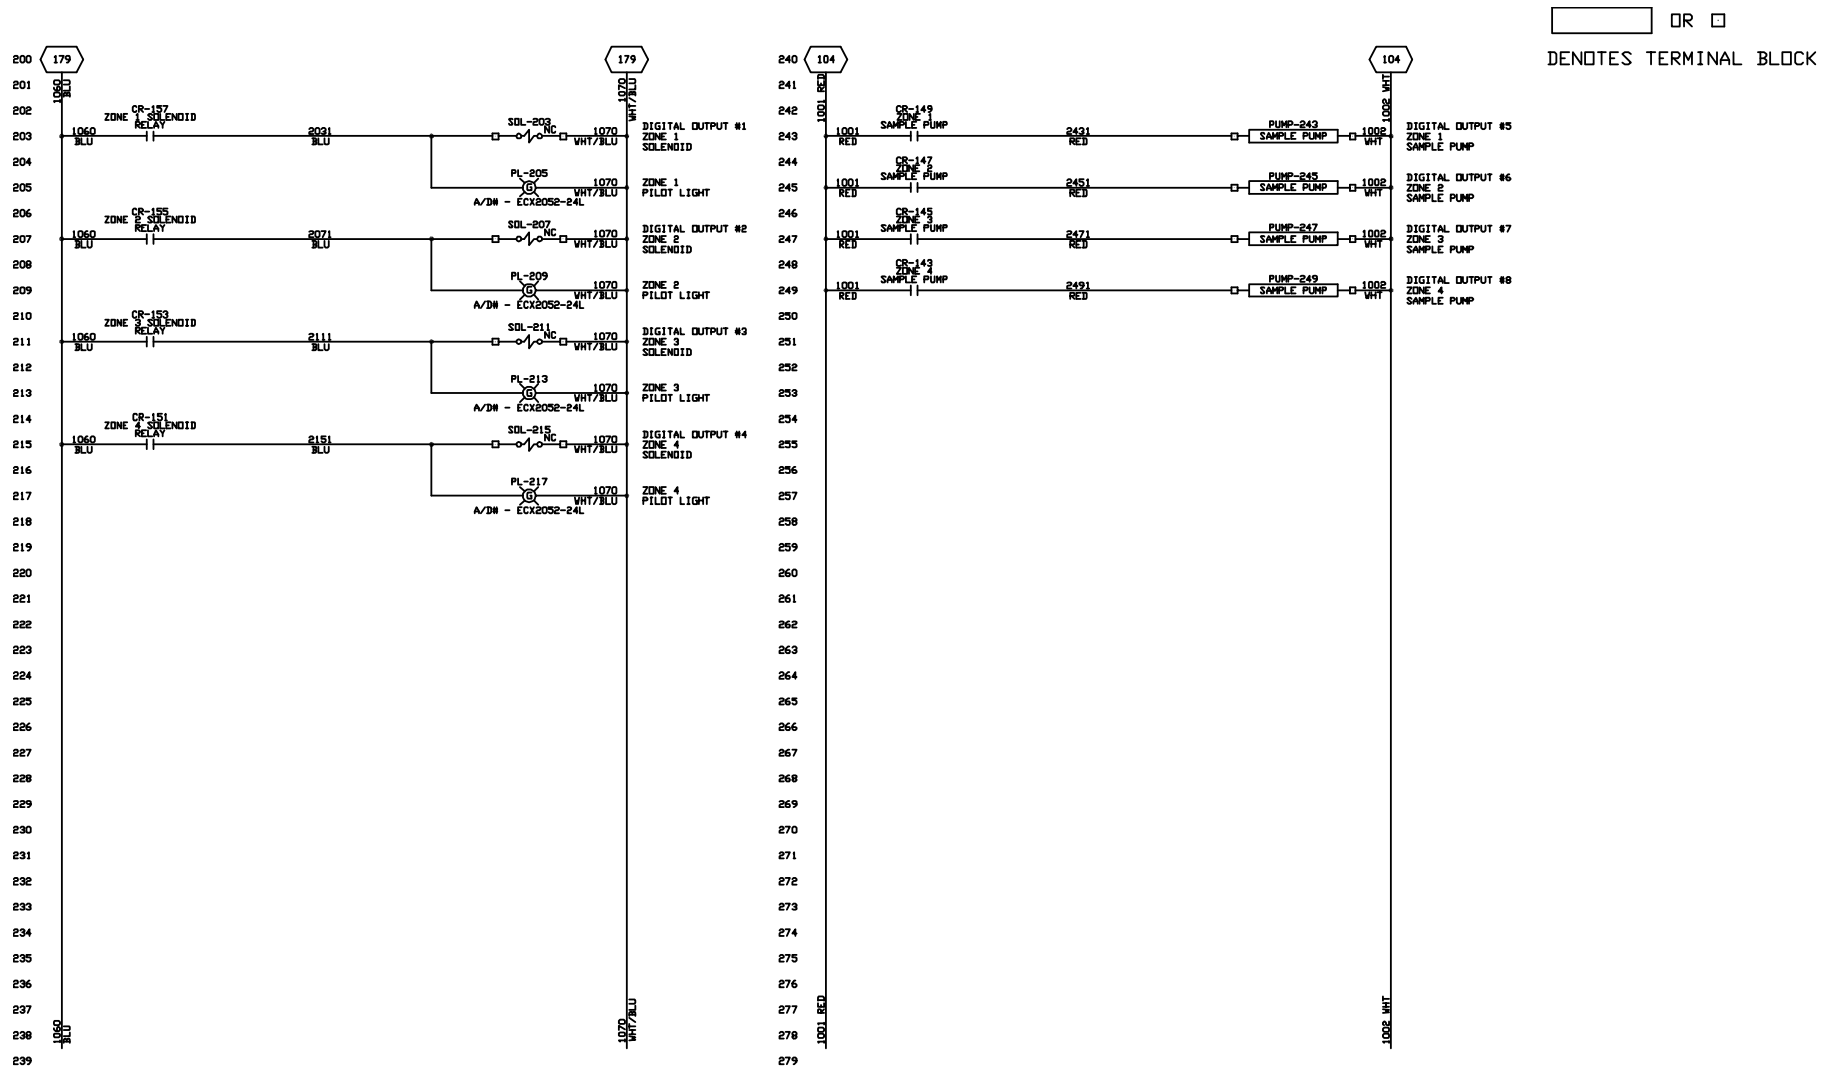 OR
DENOTES TERMINAL BLOCK
200 179 179
201 1060 BLU 1070 WHT/BLU
202 CR-157
ZONE 1 SOLENOID
RELAY
203 1060 BLU 2031 BLU SOL-203 NC 1070 WHT/BLU
DIGITAL OUTPUT #1
ZONE 1
SOLENOID
204
PL-205
205 G 1070 WHT/BLU
ZONE 1
PILOT LIGHT
A/D# - ECX2052-24L
206 CR-155
ZONE 2 SOLENOID
RELAY
207 1060 BLU 2071 BLU SOL-207 NC 1070 WHT/BLU
DIGITAL OUTPUT #2
ZONE 2
SOLENOID
208
PL-209
209 G 1070 WHT/BLU
ZONE 2
PILOT LIGHT
A/D# - ECX2052-24L
210 CR-153
ZONE 3 SOLENOID
RELAY
211 1060 BLU 2111 BLU SOL-211 NC 1070 WHT/BLU
DIGITAL OUTPUT #3
ZONE 3
SOLENOID
212
PL-213
213 G 1070 WHT/BLU
ZONE 3
PILOT LIGHT
A/D# - ECX2052-24L
214 CR-151
ZONE 4 SOLENOID
RELAY
215 1060 BLU 2151 BLU SOL-215 NC 1070 WHT/BLU
DIGITAL OUTPUT #4
ZONE 4
SOLENOID
216
PL-217
217 G 1070 WHT/BLU
ZONE 4
PILOT LIGHT
A/D# - ECX2052-24L
218
219
220
221
222
223
224
225
226
227
228
229
230
231
232
233
234
235
236
237
238 1060 BLU 1070 WHT/BLU
239
240 104 104
241 1001 RED 1002 WHT
242 CR-149
ZONE 1
SAMPLE PUMP
243 1001 RED 2431 RED PUMP-243 SAMPLE PUMP 1002 WHT
DIGITAL OUTPUT #5
ZONE 1
SAMPLE PUMP
244 CR-147
ZONE 2
SAMPLE PUMP
245 1001 RED 2451 RED PUMP-245 SAMPLE PUMP 1002 WHT
DIGITAL OUTPUT #6
ZONE 2
SAMPLE PUMP
246 CR-145
ZONE 3
SAMPLE PUMP
247 1001 RED 2471 RED PUMP-247 SAMPLE PUMP 1002 WHT
DIGITAL OUTPUT #7
ZONE 3
SAMPLE PUMP
248 CR-143
ZONE 4
SAMPLE PUMP
249 1001 RED 2491 RED PUMP-249 SAMPLE PUMP 1002 WHT
DIGITAL OUTPUT #8
ZONE 4
SAMPLE PUMP
250
251
252
253
254
255
256
257
258
259
260
261
262
263
264
265
266
267
268
269
270
271
272
273
274
275
276
277 1001 RED 1002 WHT
278
279